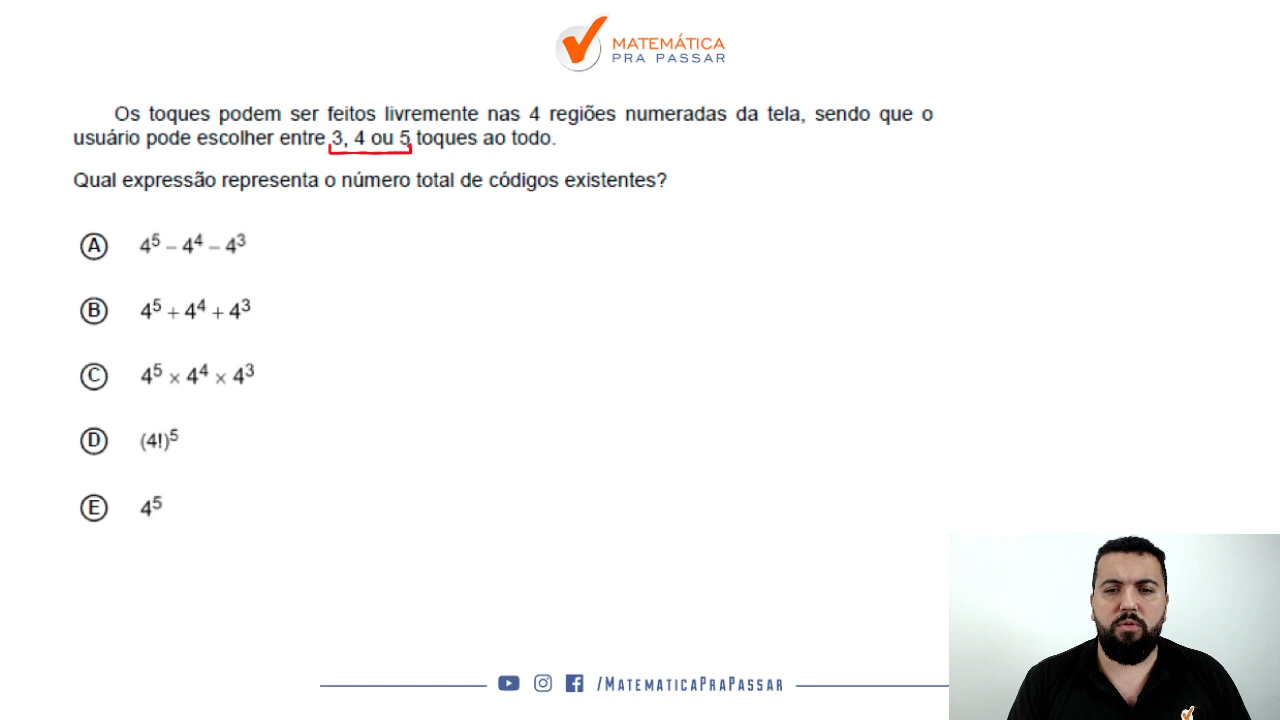 MATEMÁTICA
PRA PASSAR
Os toques podem ser feitos livremente nas 4 regiões numeradas da tela, sendo que o
usuário pode escolher entre 3, 4 ou 5 toques ao todo.
Qual expressão representa o número total de códigos existentes?
A 4⁵ – 4⁴ – 4³
B 4⁵ + 4⁴ + 4³
C 4⁵ × 4⁴ × 4³
D (4!)⁵
E 4⁵
/MATEMATICAPRAPASSAR